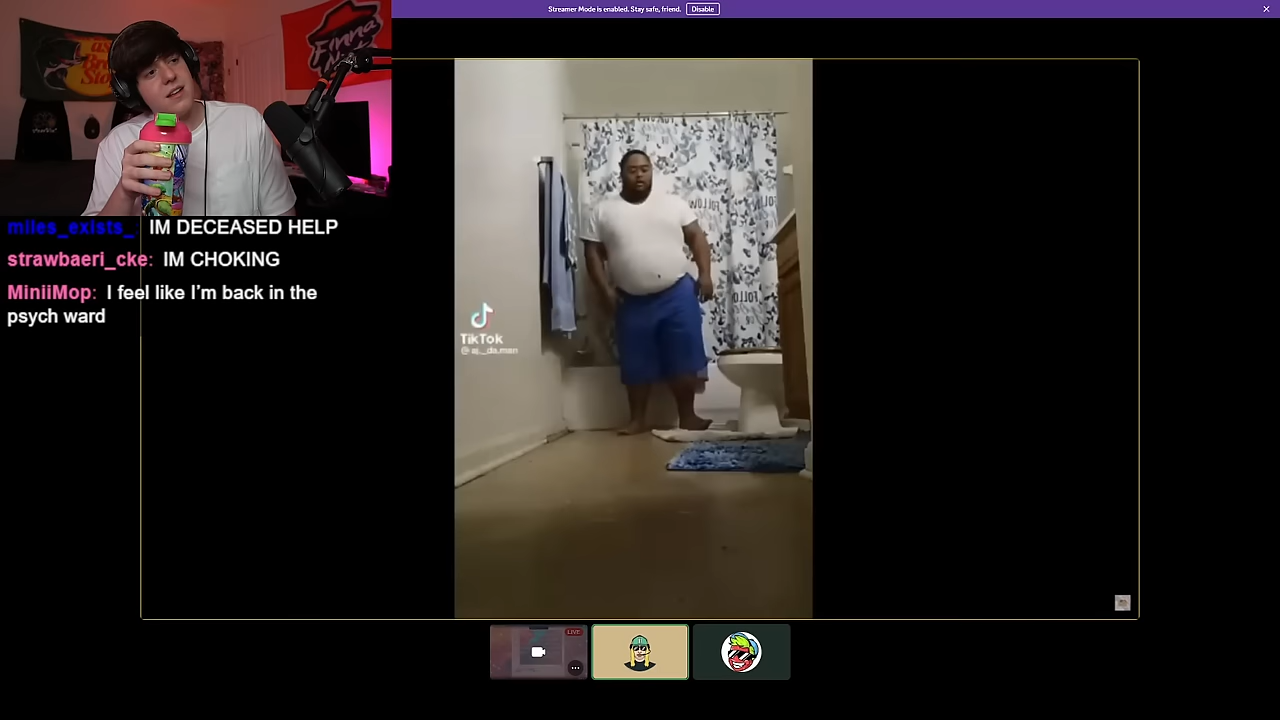 Streamer Mode is enabled. Stay safe, friend. Disable
Finna
miles_exists_: IM DECEASED HELP
strawbaeri_cke: IM CHOKING
MiniiMop: I feel like I'm back in the
psych ward
TikTok
LIVE